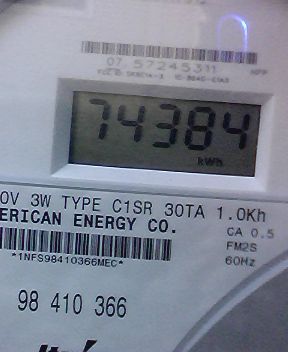 07 57245311
74384
kWh
0V 3W TYPE C1SR 30TA 1.0Kh
ERICAN ENERGY CO.
CA 0.5
FM2S
*1NFS98410366MEC*
60Hz
98 410 366